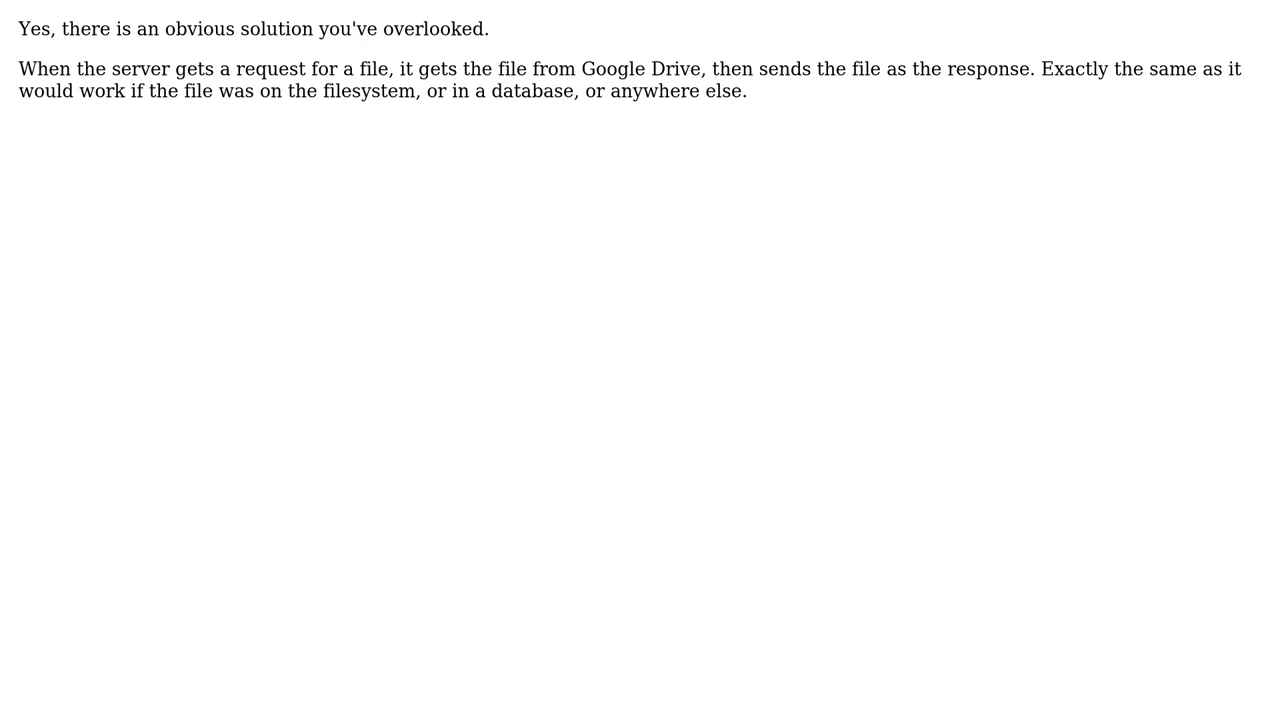 Yes, there is an obvious solution you've overlooked.
When the server gets a request for a file, it gets the file from Google Drive, then sends the file as the response. Exactly the same as it
would work if the file was on the filesystem, or in a database, or anywhere else.